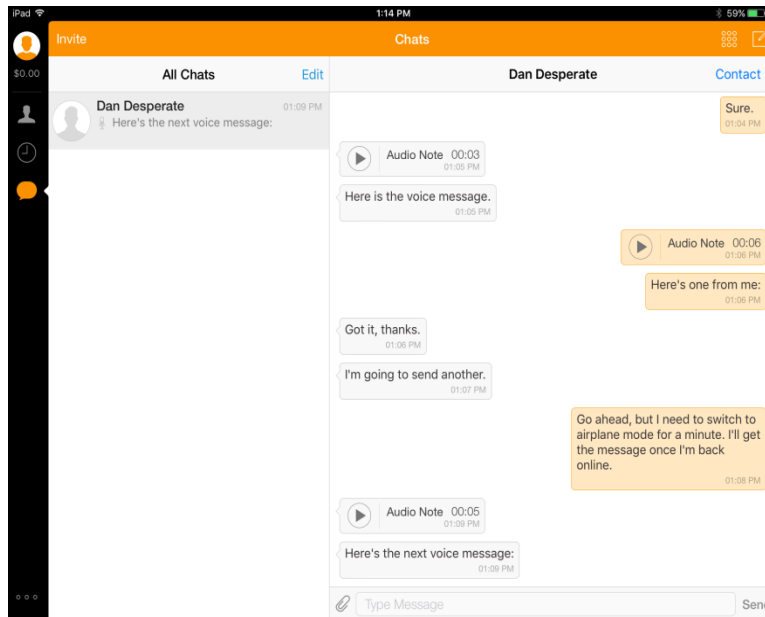 iPad 1:14 PM 59%
Invite Chats
$0.00
All Chats Edit
Dan Desperate 01:09 PM
Here's the next voice message:
Dan Desperate Contact
Sure.
01:04 PM
Audio Note 00:03
01:05 PM
Here is the voice message.
01:05 PM
Audio Note 00:06
01:06 PM
Here's one from me:
01:06 PM
Got it, thanks.
01:06 PM
I'm going to send another.
01:07 PM
Go ahead, but I need to switch to
airplane mode for a minute. I'll get
the message once I'm back
online.
01:08 PM
Audio Note 00:05
01:09 PM
Here's the next voice message:
01:09 PM
Type Message